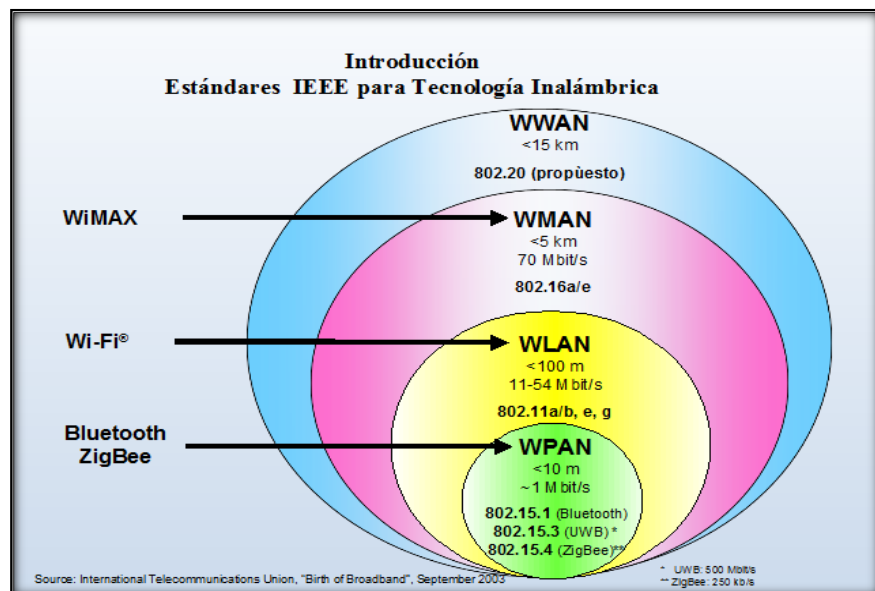 Introducción
Estándares IEEE para Tecnología Inalámbrica
WWAN
<15 km
802.20 (propùesto)
WiMAX
WMAN
<5 km
70 Mbit/s
802.16a/e
Wi-Fi®
WLAN
<100 m
11-54 Mbit/s
802.11a/b, e, g
Bluetooth
ZigBee
WPAN
<10 m
~1 Mbit/s
802.15.1 (Bluetooth)
802.15.3 (UWB) *
802.15.4 (ZigBee)**
* UWB: 500 Mbit/s
** ZigBee: 250 kb/s
Source: International Telecommunications Union, "Birth of Broadband", September 2003